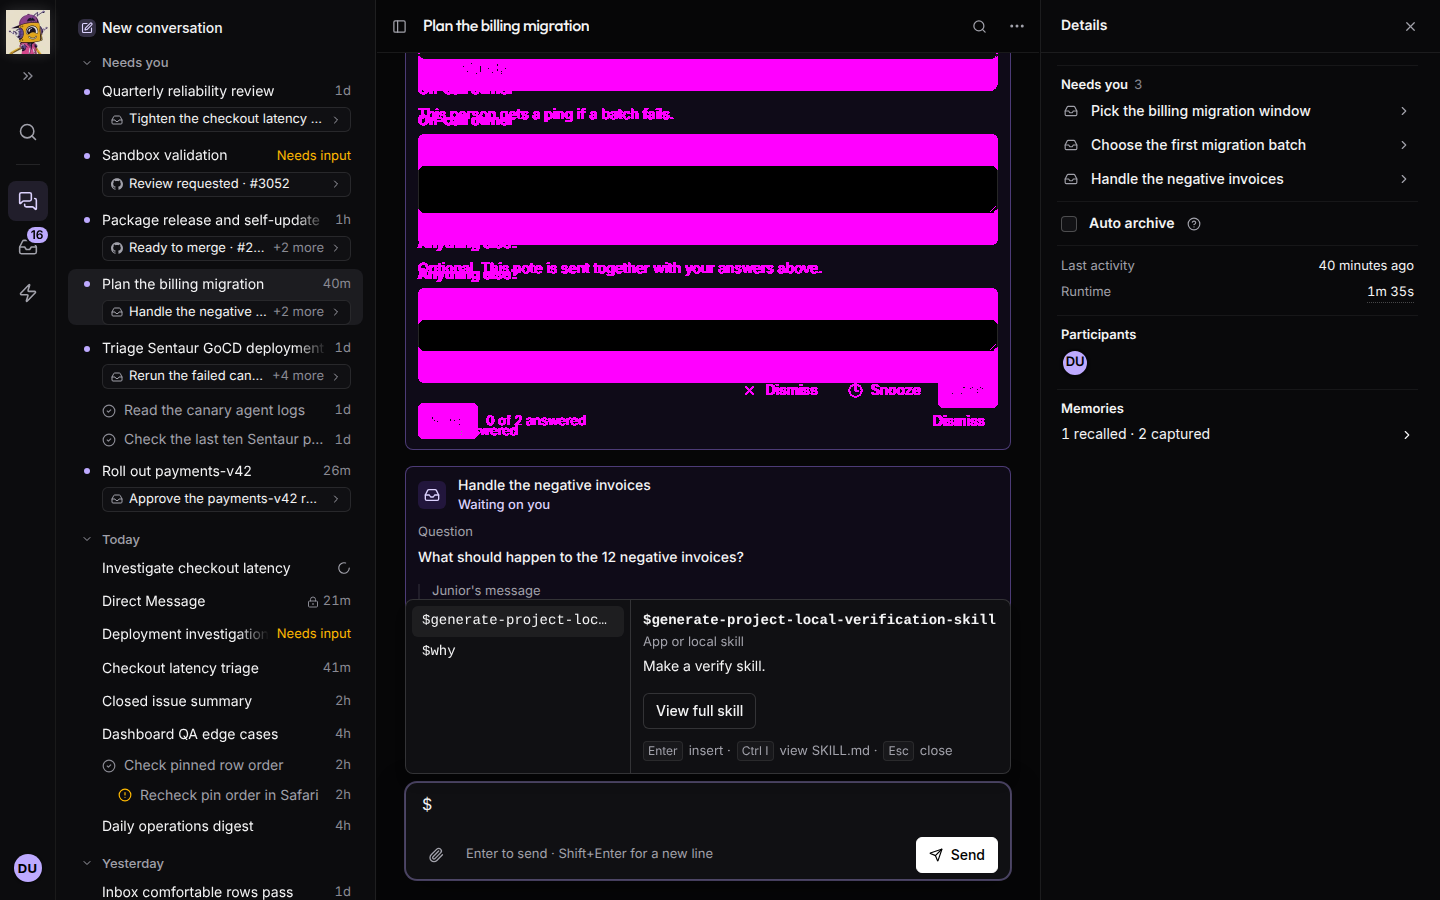 New conversation
Needs you
Quarterly reliability review 1d
Tighten the checkout latency ...
Sandbox validation Needs input
Review requested · #3052
Package release and self-update 1h
Ready to merge · #2... +2 more
Plan the billing migration 40m
Handle the negative ... +2 more
Triage Sentaur GoCD deployment 1d
Rerun the failed can... +4 more
Read the canary agent logs 1d
Check the last ten Sentaur p... 1d
Roll out payments-v42 26m
Approve the payments-v42 r...
Today
Investigate checkout latency
Direct Message 21m
Deployment investigation Needs input
Checkout latency triage 41m
Closed issue summary 2h
Dashboard QA edge cases 4h
Check pinned row order 2h
Recheck pin order in Safari 2h
Daily operations digest 4h
Yesterday
Inbox comfortable rows pass 1d
16
DU
Plan the billing migration
This person gets a ping if a batch fails.
Optional. This note is sent together with your answers above.
Anything else?
Dismiss Snooze
0 of 2 answered Dismiss
Handle the negative invoices
Waiting on you
Question
What should happen to the 12 negative invoices?
Junior's message
$generate-project-loc...
$why
$generate-project-local-verification-skill
App or local skill
Make a verify skill.
View full skill
Enter insert · Ctrl I view SKILL.md · Esc close
$
Enter to send · Shift+Enter for a new line
Send
Details
Needs you 3
Pick the billing migration window
Choose the first migration batch
Handle the negative invoices
Auto archive
Last activity 40 minutes ago
Runtime 1m 35s
Participants
DU
Memories
1 recalled · 2 captured